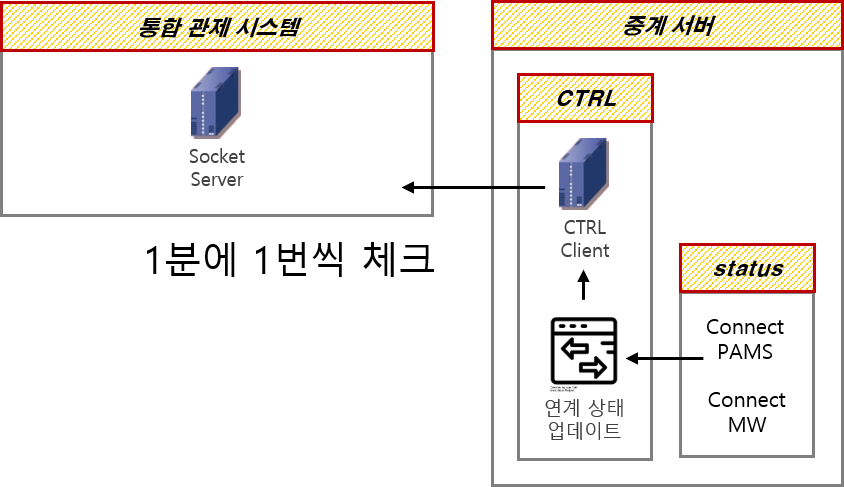 통합 관제 시스템
Socket
Server
1분에 1번씩 체크
중계 서버
CTRL
CTRL
Client
연계 상태
업데이트
status
Connect
PAMS
Connect
MW